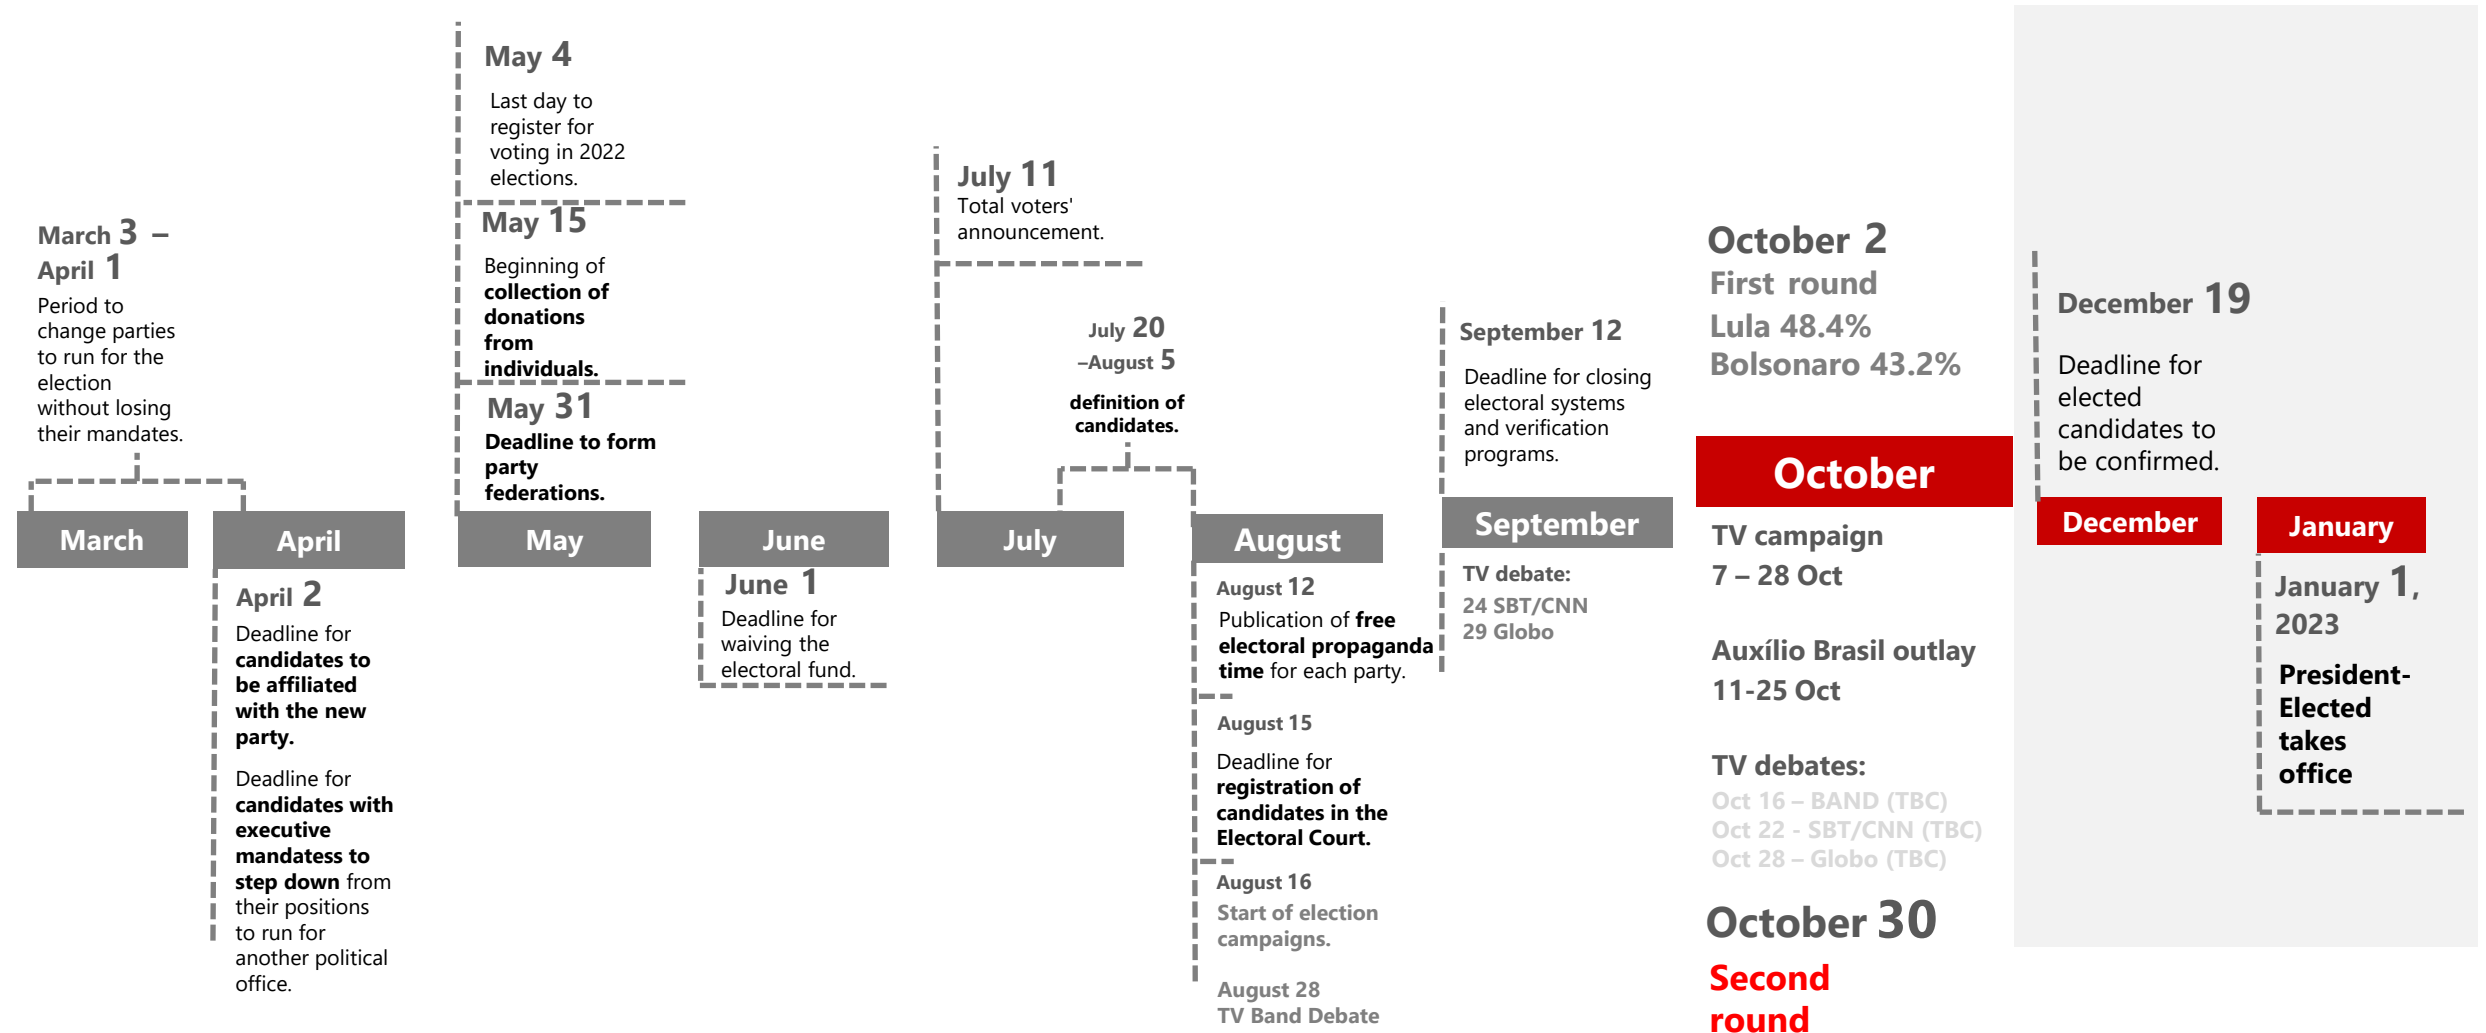 March 3 –
April 1
Period to
change parties
to run for the
election
without losing
their mandates.
March
April
April 2
Deadline for
candidates to
be affiliated
with the new
party.
Deadline for
candidates with
executive
mandatess to
step down from
their positions
to run for
another political
office.
May 4
Last day to
register for
voting in 2022
elections.
May 15
Beginning of
collection of
donations
from
individuals.
May 31
Deadline to form
party
federations.
May
June
June 1
Deadline for
waiving the
electoral fund.
July 11
Total voters'
announcement.
July 20
–August 5
definition of
candidates.
July
August
August 12
Publication of free
electoral propaganda
time for each party.
August 15
Deadline for
registration of
candidates in the
Electoral Court.
August 16
Start of election
campaigns.
August 28
TV Band Debate
September 12
Deadline for closing
electoral systems
and verification
programs.
September
TV debate:
24 SBT/CNN
29 Globo
October 2
First round
Lula 48.4%
Bolsonaro 43.2%
October
TV campaign
7 – 28 Oct
Auxílio Brasil outlay
11-25 Oct
TV debates:
Oct 16 – BAND (TBC)
Oct 22 - SBT/CNN (TBC)
Oct 28 – Globo (TBC)
October 30
Second
round
December 19
Deadline for
elected
candidates to
be confirmed.
December
January
January 1,
2023
President-
Elected
takes
office